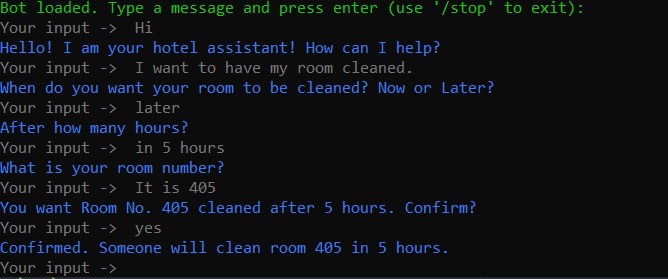 Bot loaded. Type a message and press enter (use '/stop' to exit):
Your input ->  Hi
Hello! I am your hotel assistant! How can I help?
Your input ->  I want to have my room cleaned.
When do you want your room to be cleaned? Now or Later?
Your input ->  later
After how many hours?
Your input ->  in 5 hours
What is your room number?
Your input ->  It is 405
You want Room No. 405 cleaned after 5 hours. Confirm?
Your input ->  yes
Confirmed. Someone will clean room 405 in 5 hours.
Your input ->